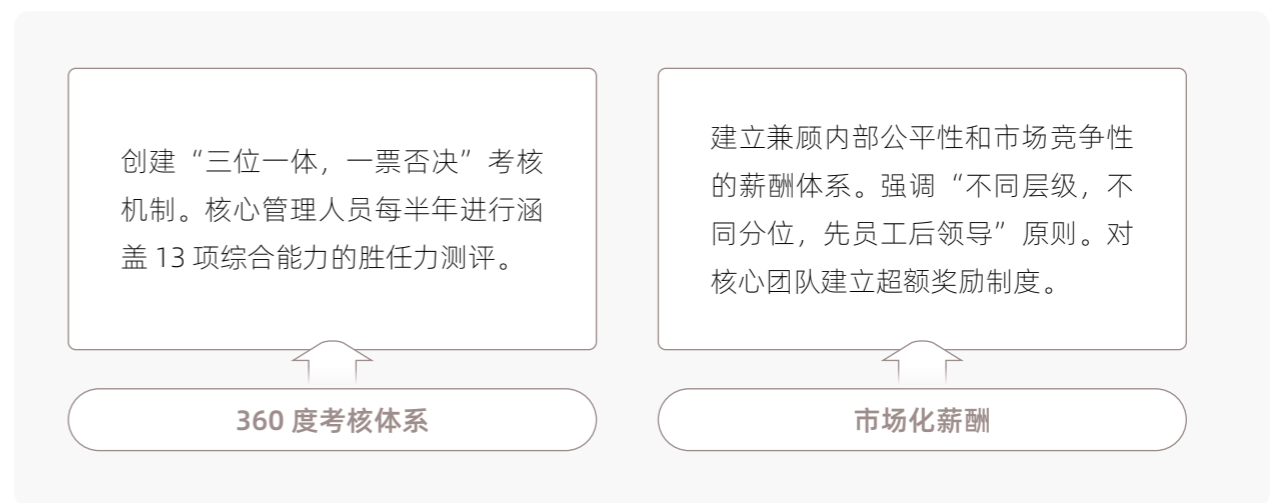 创建“三位一体，一票否决”考核
机制。核心管理人员每半年进行涵
盖 13 项综合能力的胜任力测评。
360 度考核体系
建立兼顾内部公平性和市场竞争性
的薪酬体系。强调“不同层级，不
同分位，先员工后领导”原则。对
核心团队建立超额奖励制度。
市场化薪酬